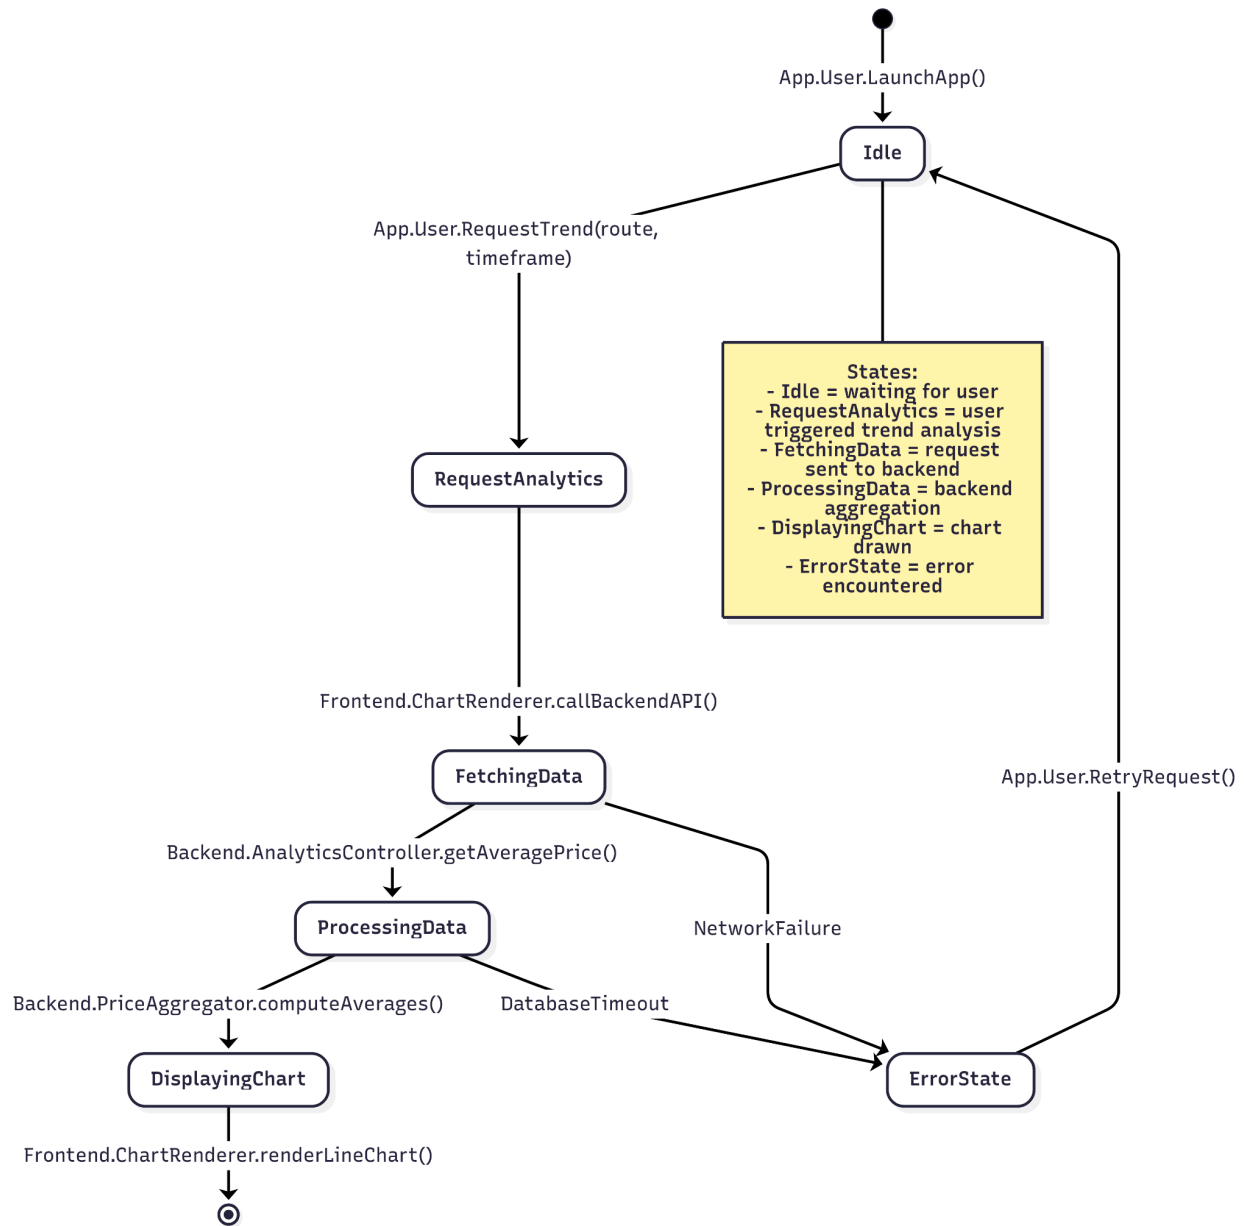 App.User.LaunchApp()
Idle
App.User.RequestTrend(route,
timeframe)
States:
- Idle = waiting for user
- RequestAnalytics = user
triggered trend analysis
- FetchingData = request
sent to backend
- ProcessingData = backend
aggregation
- DisplayingChart = chart
drawn
- ErrorState = error
encountered
RequestAnalytics
Frontend.ChartRenderer.callBackendAPI()
FetchingData
App.User.RetryRequest()
Backend.AnalyticsController.getAveragePrice()
ProcessingData
NetworkFailure
Backend.PriceAggregator.computeAverages()
DatabaseTimeout
DisplayingChart
ErrorState
Frontend.ChartRenderer.renderLineChart()